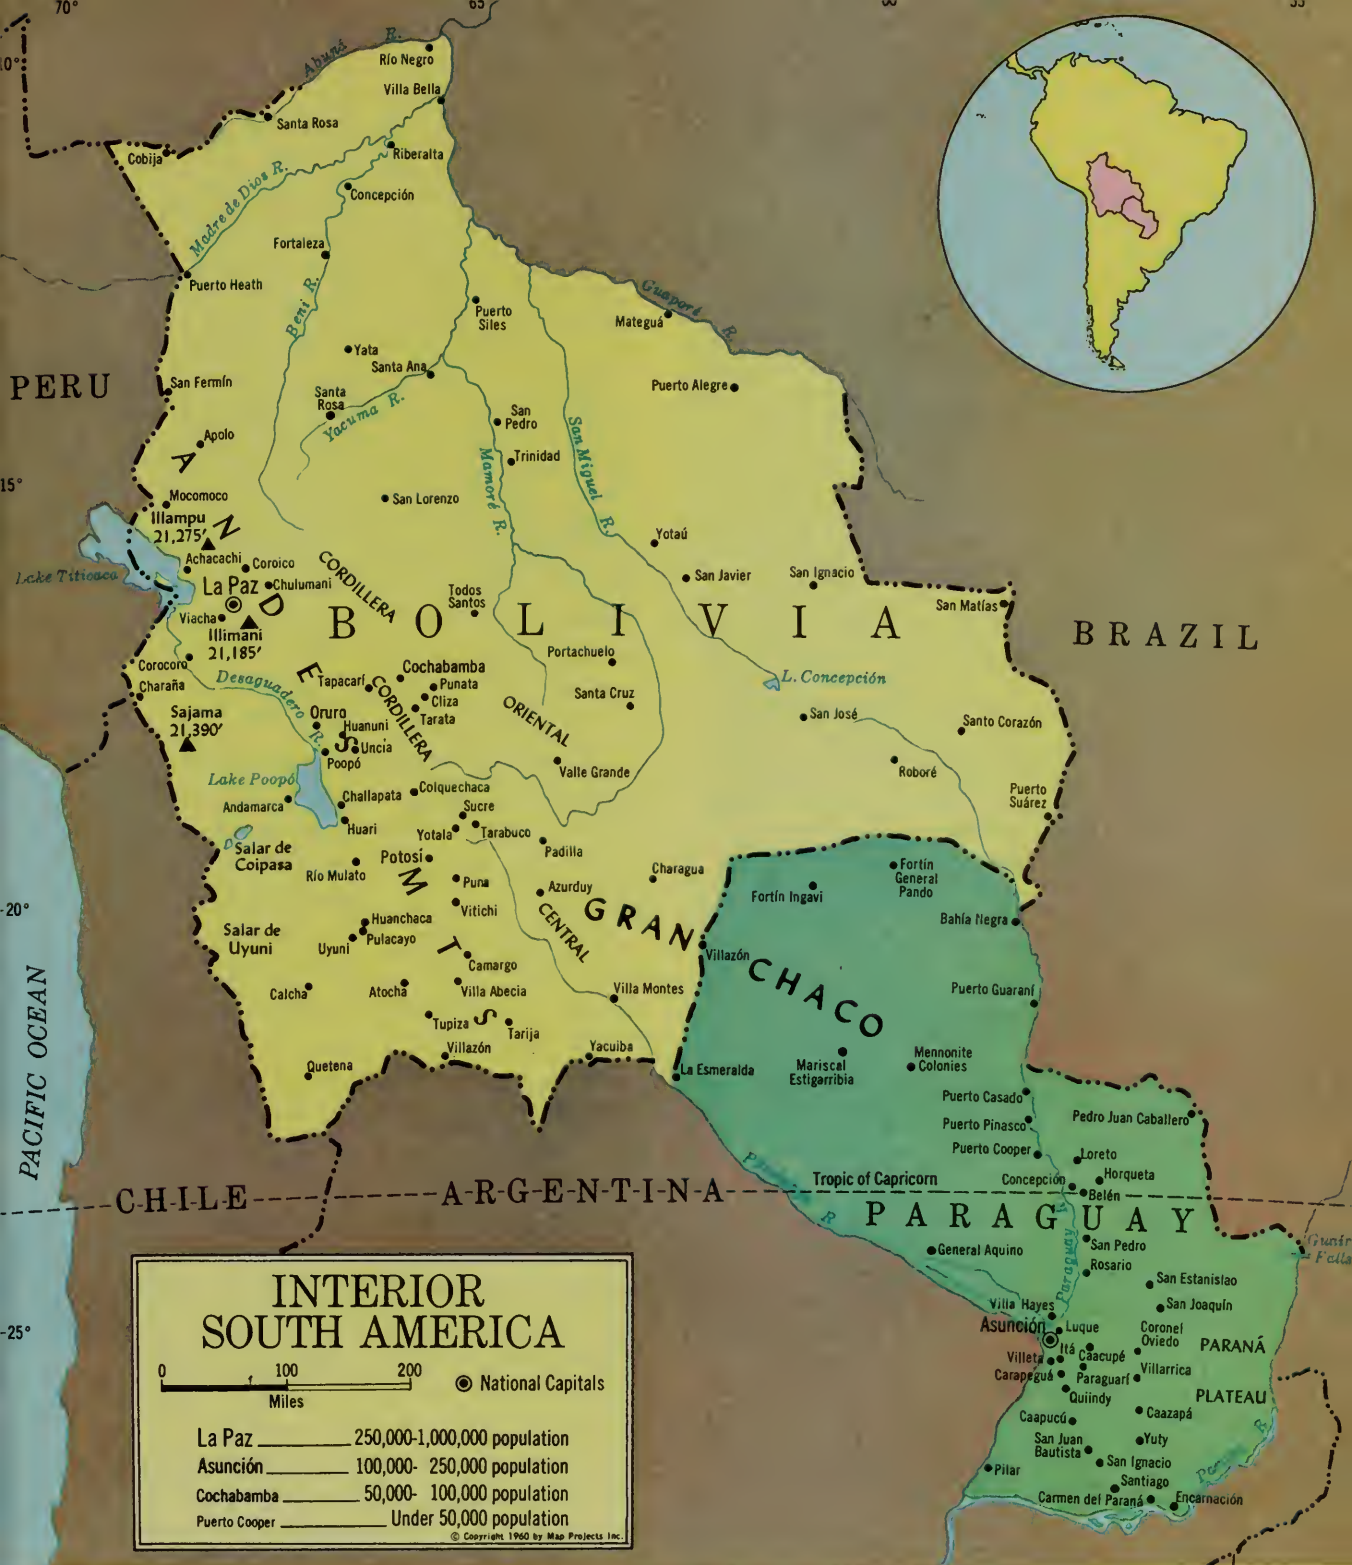 70°
65
60
55
10°
Abuná R.
Río Negro
Villa Bella
Santa Rosa
Cobija
Riberalta
Madre de Dios R.
Concepción
Fortaleza
Puerto Heath
Beni R.
Guaporé R.
Puerto
Siles
Mateguá
PERU
San Fermín
Yata
Santa Ana
Santa
Rosa
Yacuma R.
Puerto Alegre
San
Pedro
Apolo
Trinidad
San Miguel R.
Mamoré R.
15°
Mocomoco
San Lorenzo
Illampu
21,275′
Yotaú
Achacachi
Coroico
Lake Titicaca
La Paz
Chulumani
CORDILLERA
San Javier
San Ignacio
Todos
Santos
San Matías
Viacha
BOLIVIA
BRAZIL
Illimani
21,185′
Portachuelo
Corocoro
Cochabamba
Tapacarí
Punata
Desaguadero R.
L. Concepción
Charaña
Cliza
Santa Cruz
CORDILLERA
ORIENTAL
Sajama
21,390′
Oruro
Huanuni
Tarata
San José
Santo Corazón
Uncía
Poopó
Valle Grande
Roboré
Lake Poopó
Colquechaca
Puerto
Suárez
Andamarca
Challapata
Sucre
Huari
Yotala
Tarabuco
Salar de
Coipasa
Padilla
Potosí
Río Mulato
Charagua
Fortín
General
Pando
Puna
Azurduy
Fortín Ingavi
-20°
Vitichi
CENTRAL
Bahía Negra
Huanchaca
Salar de
Uyuni
Uyuni
Pulacayo
GRAN
CHACO
ANDES
MTS
Villazón
Camargo
Calcha
Atocha
Villa Abecia
Villa Montes
Puerto Guaraní
PACIFIC OCEAN
Tupiza
Tarija
Villazón
Yacuiba
Quetena
La Esmeralda
Mariscal
Estigarribia
Mennonite
Colonies
Puerto Casado
Puerto Pinasco
Pedro Juan Caballero
Puerto Cooper
Loreto
Horqueta
Tropic of Capricorn
Concepción
Belén
CHILE
ARGENTINA
PARAGUAY
R
Paraguay R
San Pedro
General Aquino
Rosario
San Estanislao
Villa Hayes
San Joaquín
Asunción
Luque
Coronel
Oviedo
PARANÁ
Itá
Caacupé
Villeta
Villarrica
Carapeguá
Paraguarí
PLATEAU
Quiindy
Caapucú
Caazapá
San Juan
Bautista
Yuty
San Ignacio
Pilar
Santiago
Carmen del Paraná
Encarnación
-25°
INTERIOR
SOUTH AMERICA
0 100 200
Miles
National Capitals
La Paz 250,000-1,000,000 population
Asunción 100,000- 250,000 population
Cochabamba 50,000- 100,000 population
Puerto Cooper Under 50,000 population
© Copyright 1960 by Map Projects Inc.